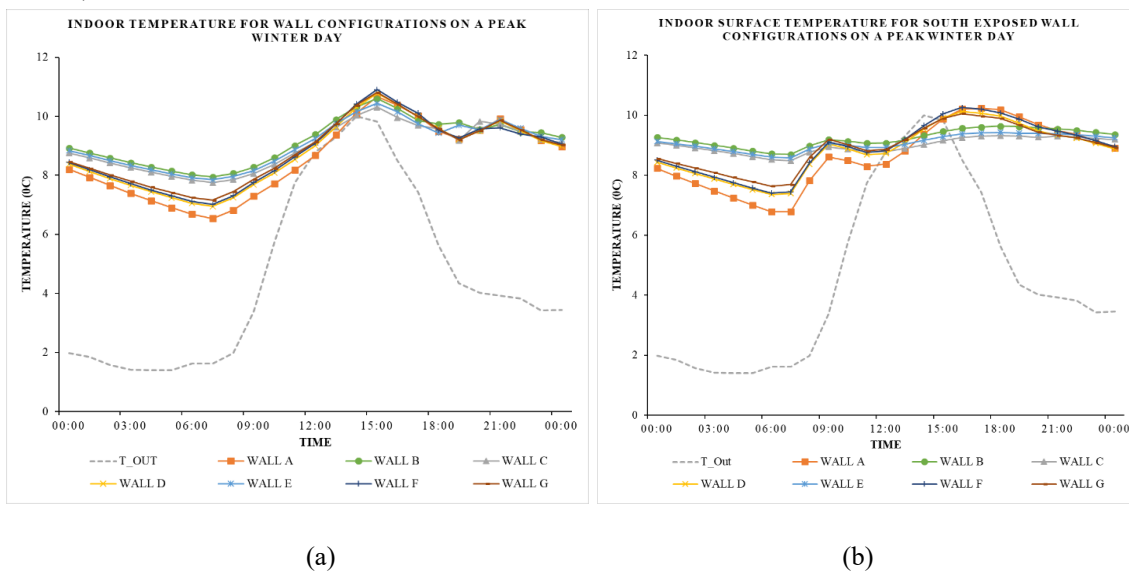 INDOOR TEMPERATURE FOR WALL CONFIGURATIONS ON A PEAK
WINTER DAY
TEMPERATURE (0C)
12
10
8
6
4
2
0
00:00 03:00 06:00 09:00 12:00 15:00 18:00 21:00 00:00
TIME
T_OUT WALL A WALL B WALL C
WALL D WALL E WALL F WALL G
(a)
INDOOR SURFACE TEMPERATURE FOR SOUTH EXPOSED WALL
CONFIGURATIONS ON A PEAK WINTER DAY
TEMPERATURE (0C)
12
10
8
6
4
2
0
00:00 03:00 06:00 09:00 12:00 15:00 18:00 21:00 00:00
TIME
T_Out WALL A WALL B WALL C
WALL D WALL E WALL F WALL G
(b)